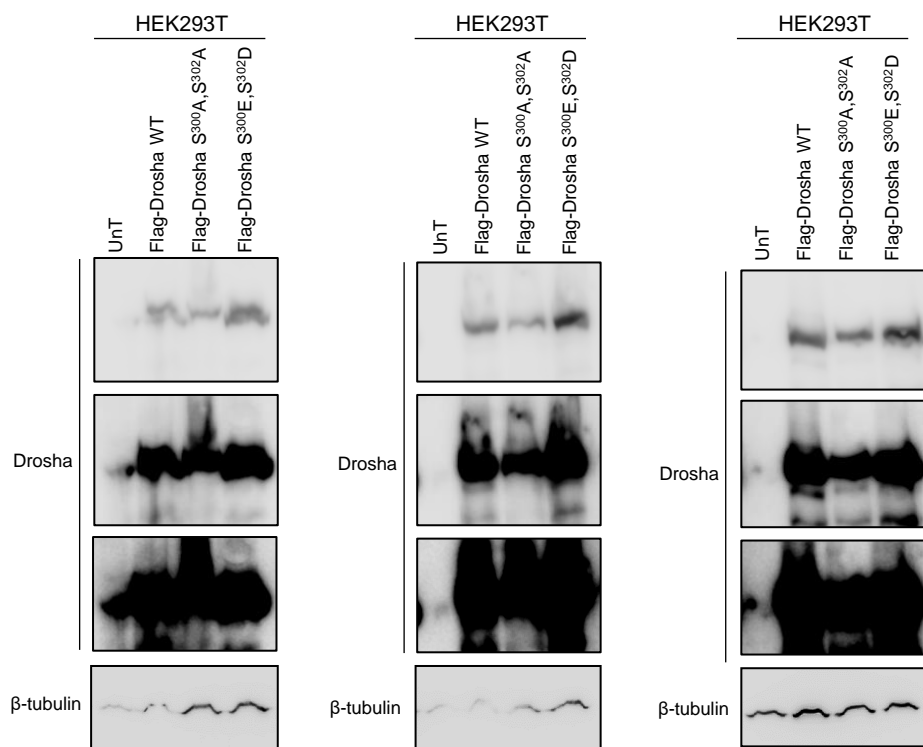 HEK293T
UnT
Flag-Drosha WT
Flag-Drosha S³⁰⁰A,S³⁰²A
Flag-Drosha S³⁰⁰E,S³⁰²D
Drosha
β-tubulin
HEK293T
UnT
Flag-Drosha WT
Flag-Drosha S³⁰⁰A,S³⁰²A
Flag-Drosha S³⁰⁰E,S³⁰²D
Drosha
β-tubulin
HEK293T
UnT
Flag-Drosha WT
Flag-Drosha S³⁰⁰A,S³⁰²A
Flag-Drosha S³⁰⁰E,S³⁰²D
Drosha
β-tubulin